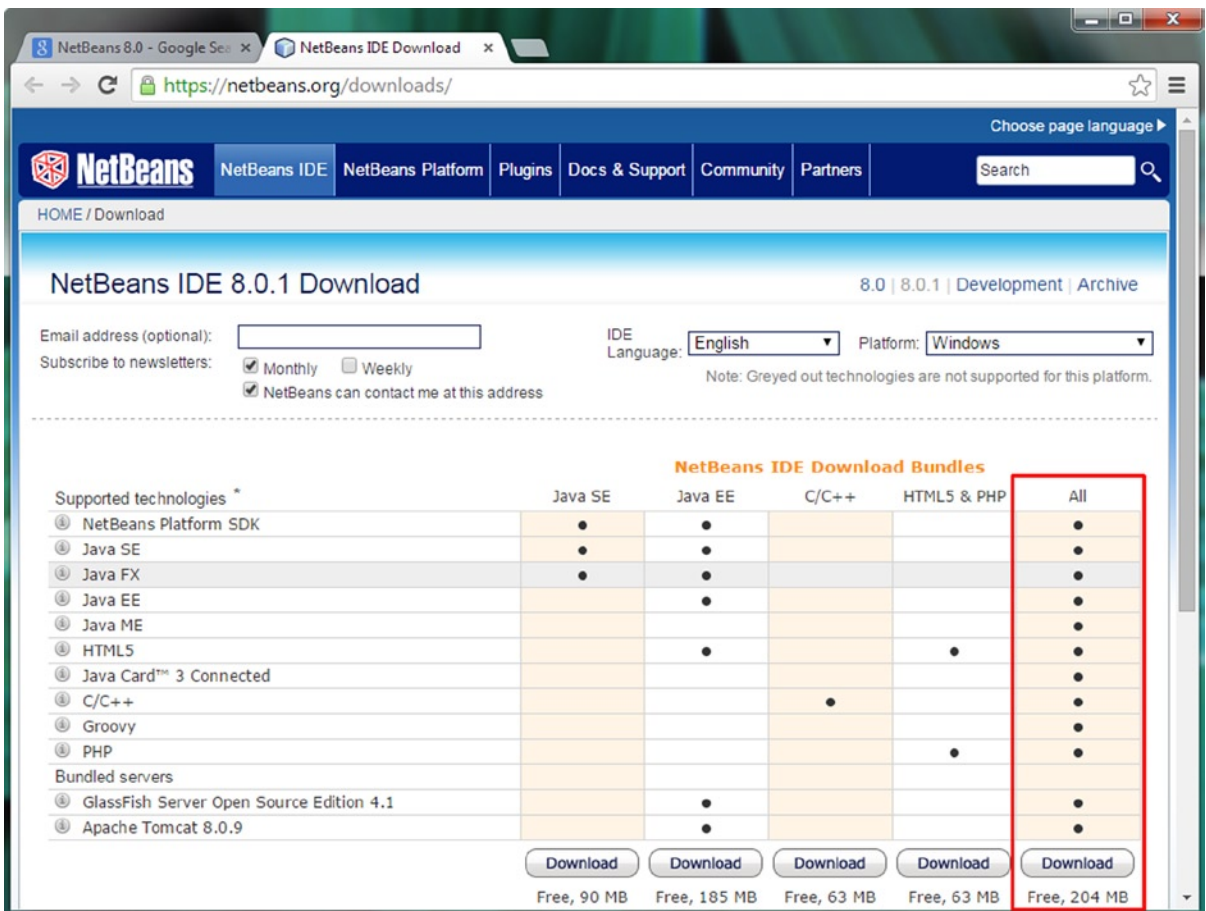 NetBeans 8.0 - Google Sea
NetBeans IDE Download
https://netbeans.org/downloads/
Choose page language
NetBeans
NetBeans IDE
NetBeans Platform
Plugins
Docs & Support
Community
Partners
Search
HOME / Download
NetBeans IDE 8.0.1 Download
8.0 | 8.0.1 | Development | Archive
Email address (optional):
IDE Language:
English
Platform:
Windows
Subscribe to newsletters:
Monthly
Weekly
Note: Greyed out technologies are not supported for this platform.
NetBeans can contact me at this address
NetBeans IDE Download Bundles
Supported technologies * Java SE Java EE C/C++ HTML5 & PHP All
NetBeans Platform SDK
Java SE
Java FX
Java EE
Java ME
HTML5
Java Card™ 3 Connected
C/C++
Groovy
PHP
Bundled servers
GlassFish Server Open Source Edition 4.1
Apache Tomcat 8.0.9
Download Download Download Download Download
Free, 90 MB Free, 185 MB Free, 63 MB Free, 63 MB Free, 204 MB